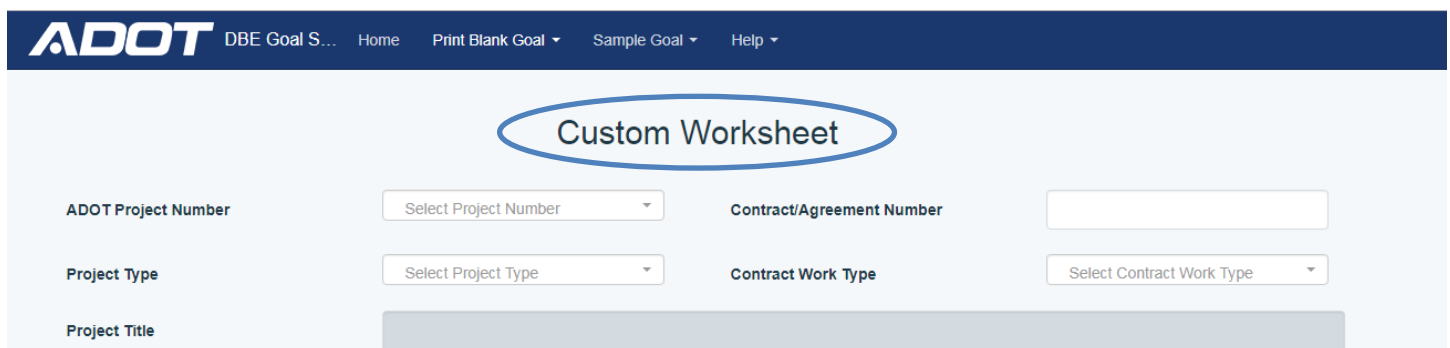 ADOT DBE Goal S... Home Print Blank Goal Sample Goal Help
Custom Worksheet
ADOT Project Number Select Project Number Contract/Agreement Number
Project Type Select Project Type Contract Work Type Select Contract Work Type
Project Title